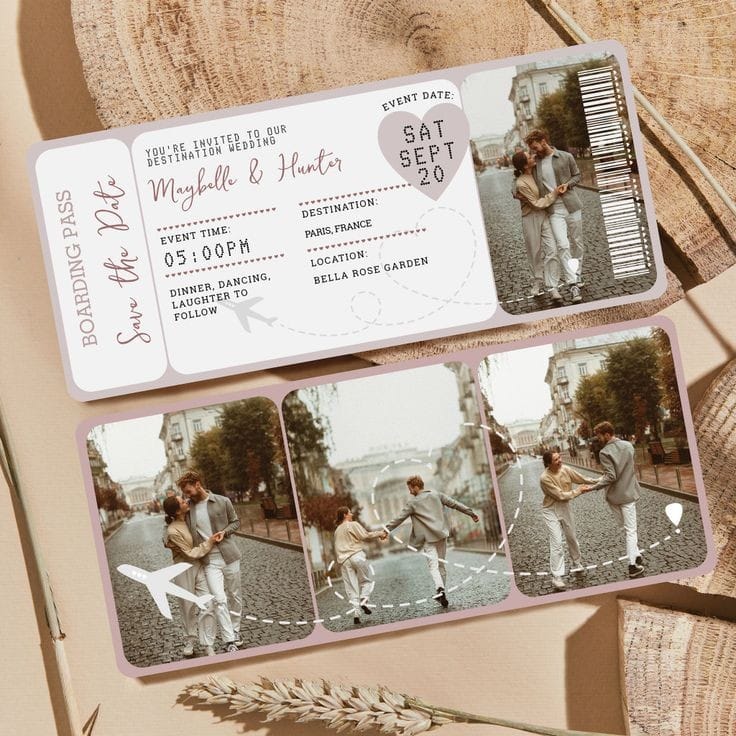 BOARDING PASS
Save the Date
YOU'RE INVITED TO OUR
DESTINATION WEDDING
Maybelle & Hunter
EVENT TIME:
05:00PM
DINNER, DANCING,
LAUGHTER TO
FOLLOW
DESTINATION:
PARIS, FRANCE
LOCATION:
BELLA ROSE GARDEN
EVENT DATE:
SAT
SEPT
20